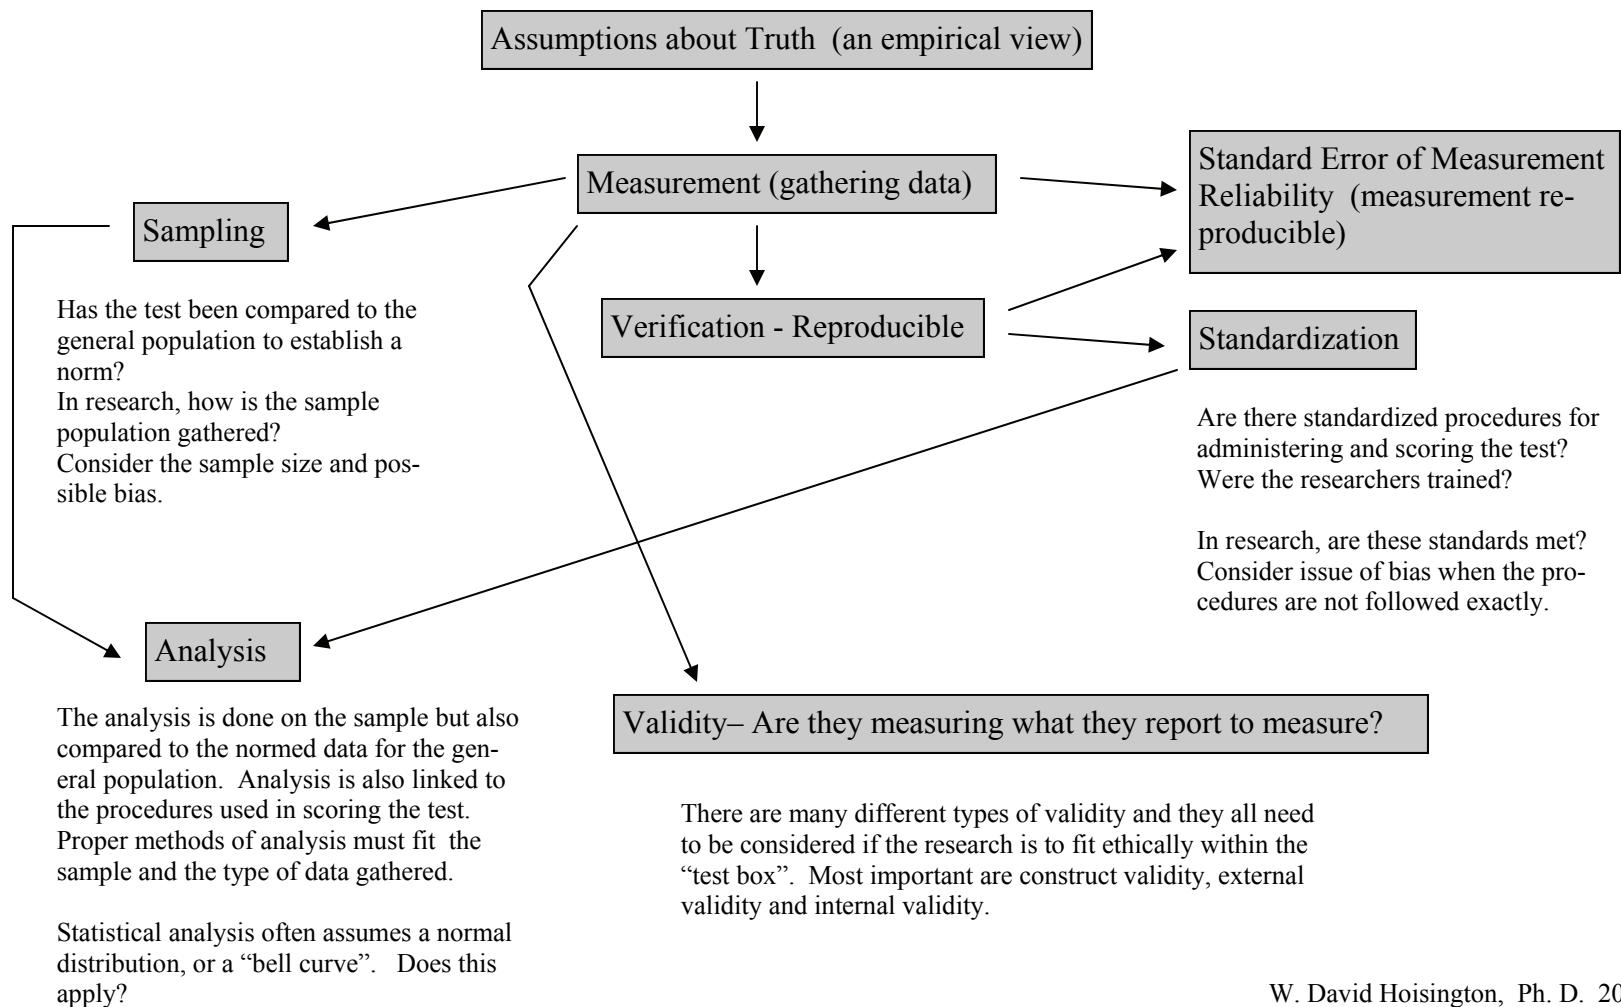 Assumptions about Truth (an empirical view)
Measurement (gathering data)
Standard Error of Measurement
Reliability (measurement re-
producible)
Sampling
Verification - Reproducible
Standardization
Has the test been compared to the
general population to establish a
norm?
In research, how is the sample
population gathered?
Consider the sample size and pos-
sible bias.
Are there standardized procedures for
administering and scoring the test?
Were the researchers trained?
In research, are these standards met?
Consider issue of bias when the pro-
cedures are not followed exactly.
Analysis
The analysis is done on the sample but also
compared to the normed data for the gen-
eral population. Analysis is also linked to
the procedures used in scoring the test.
Proper methods of analysis must fit the
sample and the type of data gathered.
Statistical analysis often assumes a normal
distribution, or a “bell curve”. Does this
apply?
Validity– Are they measuring what they report to measure?
There are many different types of validity and they all need
to be considered if the research is to fit ethically within the
“test box”. Most important are construct validity, external
validity and internal validity.
W. David Hoisington, Ph. D.